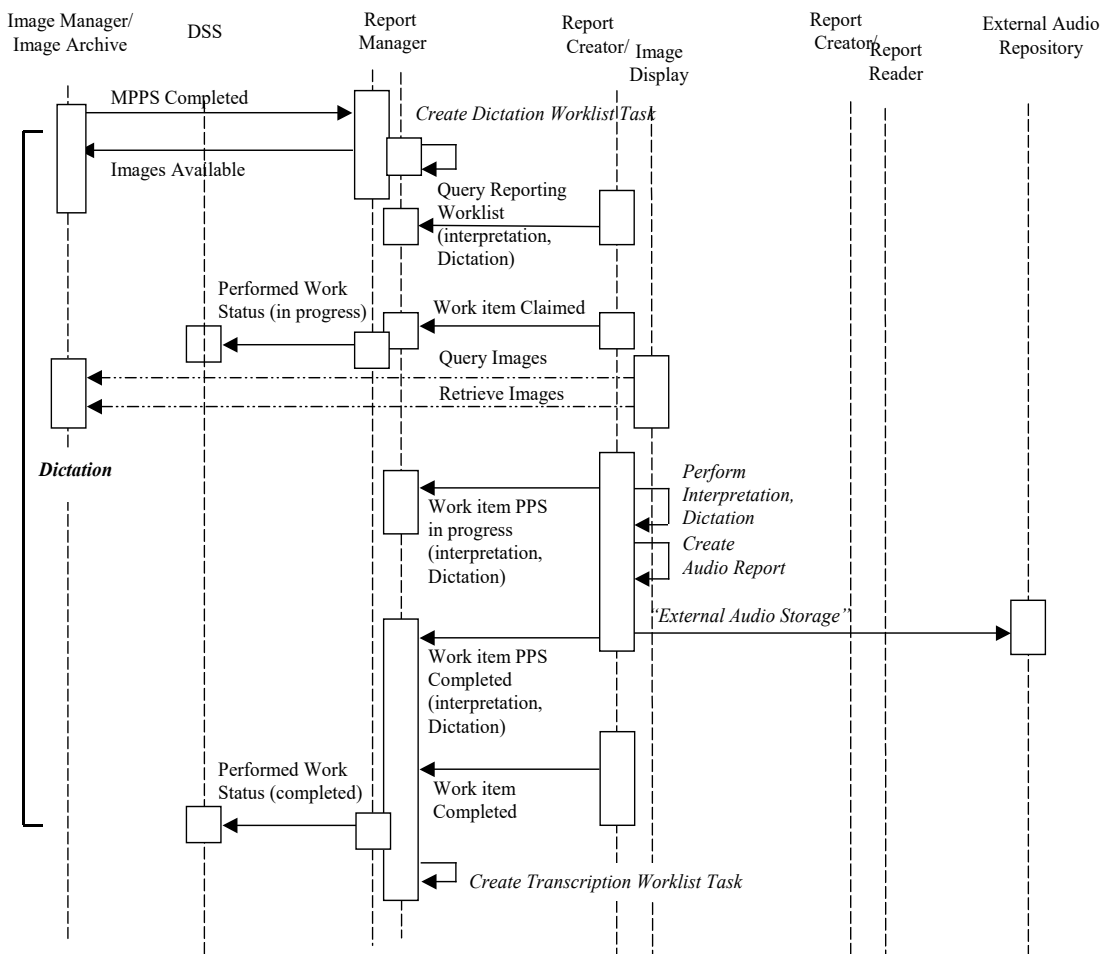 Image Manager/
Image Archive
DSS
Report
Manager
Report
Creator/
Image
Display
Report
Creator/
Report
Reader
External Audio
Repository
MPPS Completed
Create Dictation Worklist Task
Images Available
Query Reporting
Worklist
(interpretation,
Dictation)
Performed Work
Status (in progress)
Work item Claimed
Query Images
Retrieve Images
Dictation
Perform
Interpretation,
Dictation
Work item PPS
in progress
(interpretation,
Dictation)
Create
Audio Report
"External Audio Storage"
Work item PPS
Completed
(interpretation,
Dictation)
Performed Work
Status (completed)
Work item
Completed
Create Transcription Worklist Task